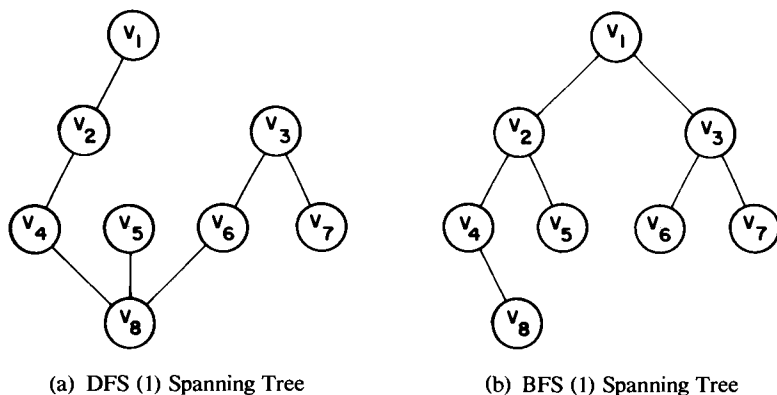 V1
V1
V2
V3
V2
V3
V4
V5
V6
V7
V4
V5
V6
V7
V8
V8
(a) DFS (1) Spanning Tree
(b) BFS (1) Spanning Tree